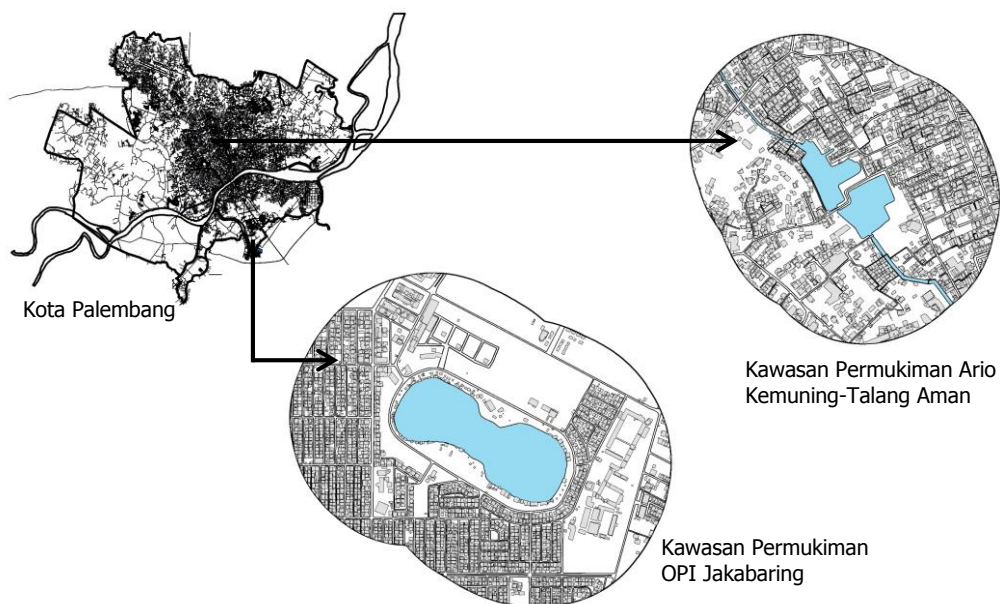 Kota Palembang
Kawasan Permukiman Ario
Kemuning-Talang Aman
Kawasan Permukiman
OPI Jakabaring